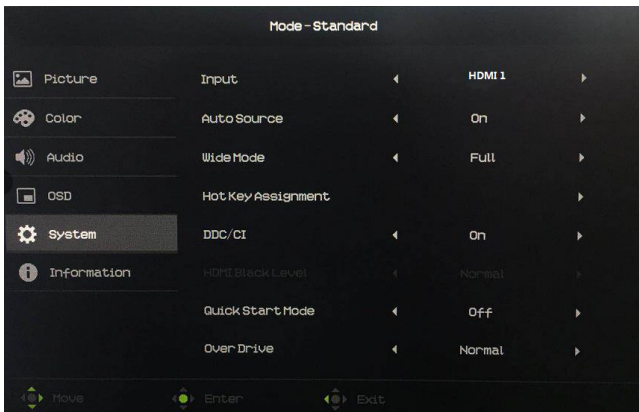 Mode-Standard
Picture
Input HDMI 1
Color
Auto Source On
Audio
Wide Mode Full
OSD
Hot Key Assignment
System
DDC/CI On
Information
HDMI Black Level Normal
Quick Start Mode Off
Over Drive Normal
Move Enter Exit